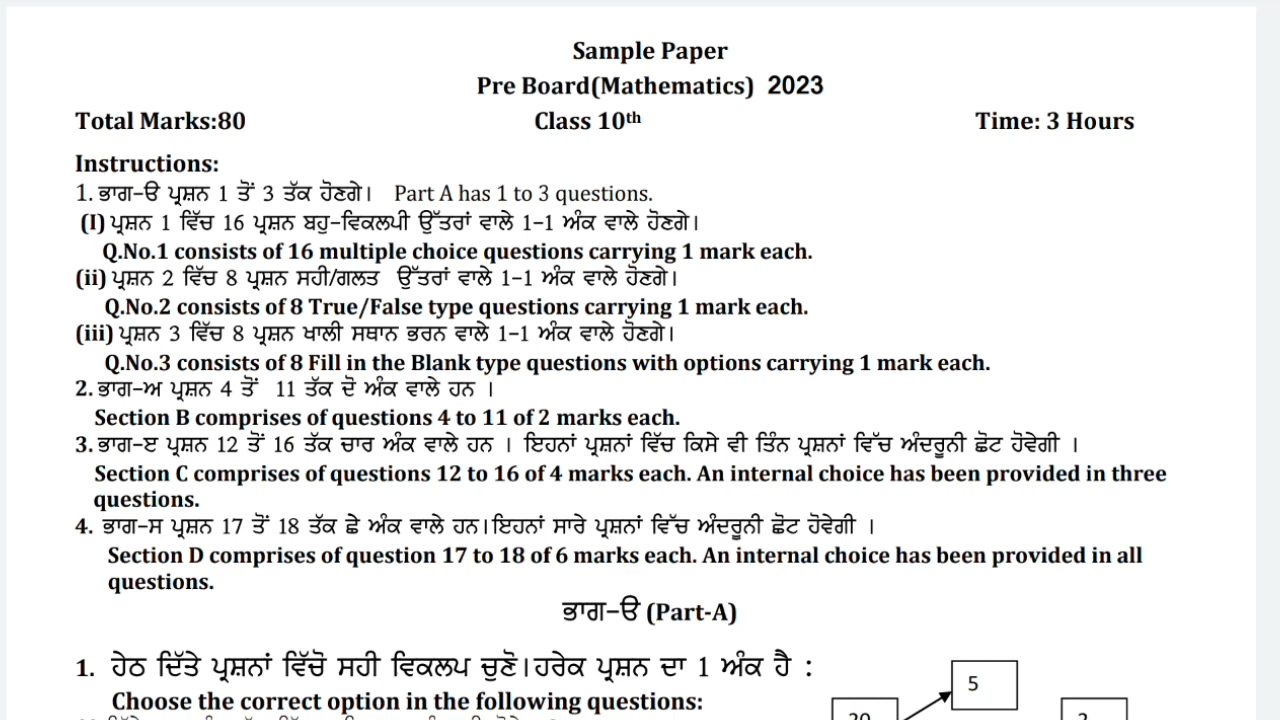 Sample Paper
Pre Board(Mathematics) 2023
Total Marks:80 Class 10th Time: 3 Hours
Instructions:
1. ਭਾਗ-ੳ ਪ੍ਰਸ਼ਨ 1 ਤੋਂ 3 ਤੱਕ ਹੋਣਗੇ। Part A has 1 to 3 questions.
(I) ਪ੍ਰਸ਼ਨ 1 ਵਿੱਚ 16 ਪ੍ਰਸ਼ਨ ਬਹੁ-ਵਿਕਲਪੀ ਉੱਤਰਾਂ ਵਾਲੇ 1-1 ਅੰਕ ਵਾਲੇ ਹੋਣਗੇ।
Q.No.1 consists of 16 multiple choice questions carrying 1 mark each.
(ii) ਪ੍ਰਸ਼ਨ 2 ਵਿੱਚ 8 ਪ੍ਰਸ਼ਨ ਸਹੀ/ਗਲਤ ਉੱਤਰਾਂ ਵਾਲੇ 1-1 ਅੰਕ ਵਾਲੇ ਹੋਣਗੇ।
Q.No.2 consists of 8 True/False type questions carrying 1 mark each.
(iii) ਪ੍ਰਸ਼ਨ 3 ਵਿੱਚ 8 ਪ੍ਰਸ਼ਨ ਖਾਲੀ ਸਥਾਨ ਭਰਨ ਵਾਲੇ 1-1 ਅੰਕ ਵਾਲੇ ਹੋਣਗੇ।
Q.No.3 consists of 8 Fill in the Blank type questions with options carrying 1 mark each.
2. ਭਾਗ-ਅ ਪ੍ਰਸ਼ਨ 4 ਤੋਂ 11 ਤੱਕ ਦੋ ਅੰਕ ਵਾਲੇ ਹਨ ।
Section B comprises of questions 4 to 11 of 2 marks each.
3. ਭਾਗ-ੲ ਪ੍ਰਸ਼ਨ 12 ਤੋਂ 16 ਤੱਕ ਚਾਰ ਅੰਕ ਵਾਲੇ ਹਨ । ਇਹਨਾਂ ਪ੍ਰਸ਼ਨਾਂ ਵਿੱਚ ਕਿਸੇ ਵੀ ਤਿੰਨ ਪ੍ਰਸ਼ਨਾਂ ਵਿੱਚ ਅੰਦਰੂਨੀ ਛੋਟ ਹੋਵੇਗੀ ।
Section C comprises of questions 12 to 16 of 4 marks each. An internal choice has been provided in three
questions.
4. ਭਾਗ-ਸ ਪ੍ਰਸ਼ਨ 17 ਤੋਂ 18 ਤੱਕ ਛੇ ਅੰਕ ਵਾਲੇ ਹਨ।ਇਹਨਾਂ ਸਾਰੇ ਪ੍ਰਸ਼ਨਾਂ ਵਿੱਚ ਅੰਦਰੂਨੀ ਛੋਟ ਹੋਵੇਗੀ ।
Section D comprises of question 17 to 18 of 6 marks each. An internal choice has been provided in all
questions.
ਭਾਗ-ੳ (Part-A)
1. ਹੇਠ ਦਿੱਤੇ ਪ੍ਰਸ਼ਨਾਂ ਵਿੱਚੋ ਸਹੀ ਵਿਕਲਪ ਚੁਣੋ।ਹਰੇਕ ਪ੍ਰਸ਼ਨ ਦਾ 1 ਅੰਕ ਹੈ :
5
Choose the correct option in the following questions: